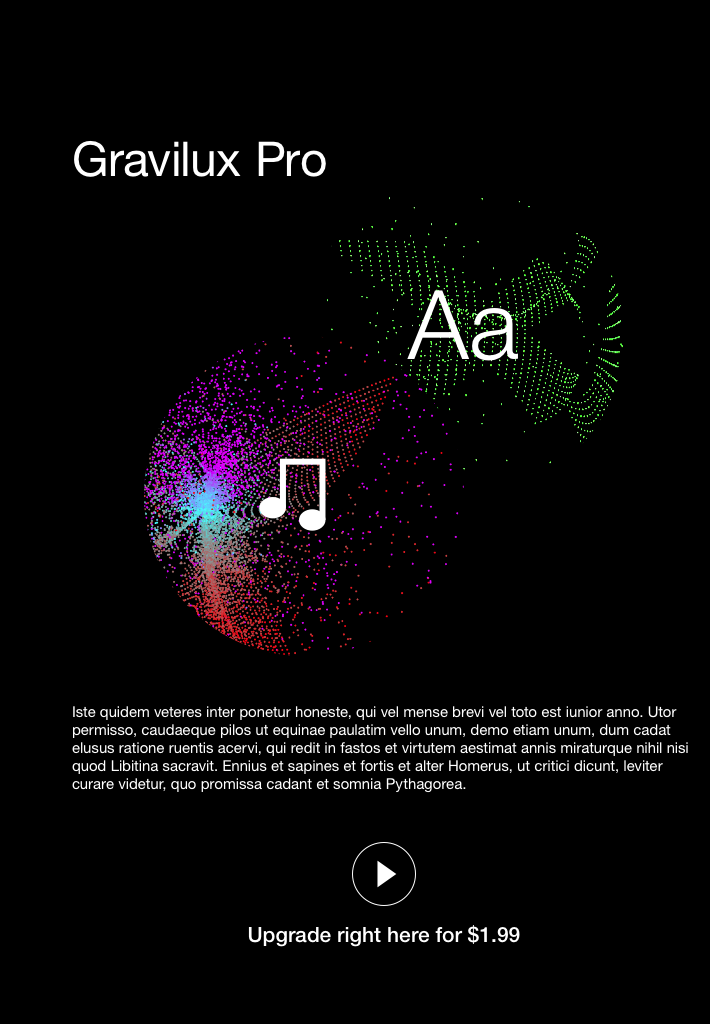 Gravilux Pro
Aa
Iste quidem veteres inter ponetur honeste, qui vel mense brevi vel toto est iunior anno. Utor
permisso, caudaeque pilos ut equinae paulatim vello unum, demo etiam unum, dum cadat
elusus ratione ruentis acervi, qui redit in fastos et virtutem aestimat annis miraturque nihil nisi
quod Libitina sacravit. Ennius et sapines et fortis et alter Homerus, ut critici dicunt, leviter
curare videtur, quo promissa cadant et somnia Pythagorea.
Upgrade right here for $1.99